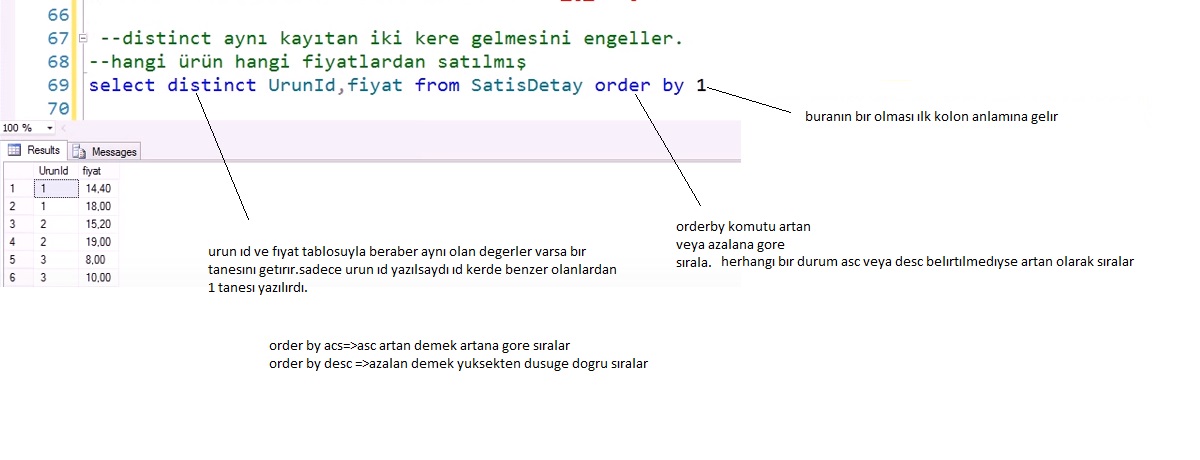 66
67 --distinct aynı kayıtan iki kere gelmesini engeller.
68 --hangi ürün hangi fiyatlardan satılmış
69 select distinct UrunId,fiyat from SatisDetay order by 1
70
buranın bır olması ılk kolon anlamına gelır
100 %
Results Messages
UrunId fiyat
1 1 14,40
2 1 18,00
3 2 15,20
4 2 19,00
5 3 8,00
6 3 10,00
urun ıd ve fıyat tablosuyla beraber aynı olan degerler varsa bır
tanesını getırır.sadece urun ıd yazılsaydı ıd kerde benzer olanlardan
1 tanesı yazılırdı.
orderby komutu artan
veya azalana gore
sırala. herhangı bır durum asc veya desc belırtılmedıyse artan olarak sıralar
order by acs=>asc artan demek artana gore sıralar
order by desc =>azalan demek yuksekten dusuge dogru sıralar